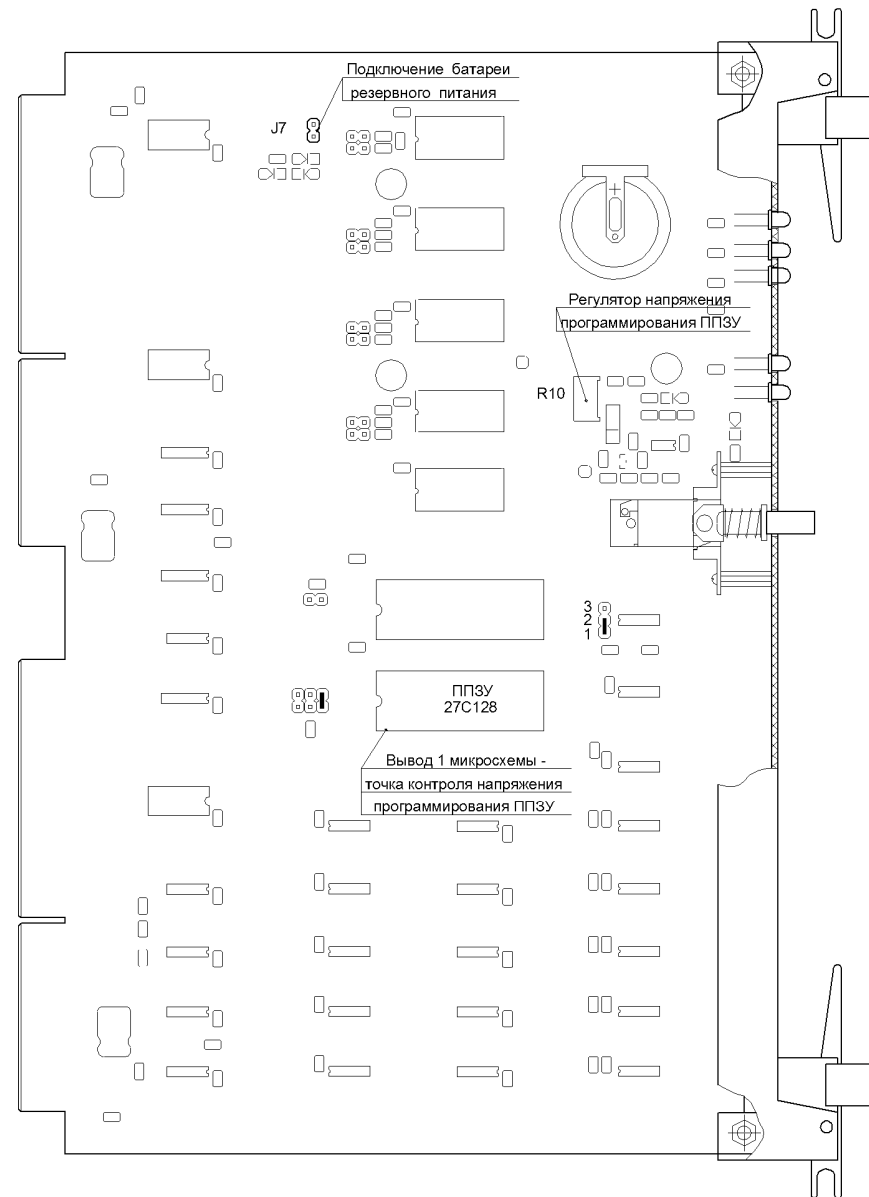 Подключение батареи
резервного питания
J7
Регулятор напряжения
программирования ППЗУ
R10
3
2
1
ППЗУ
27С128
Вывод 1 микросхемы -
точка контроля напряжения
программирования ППЗУ